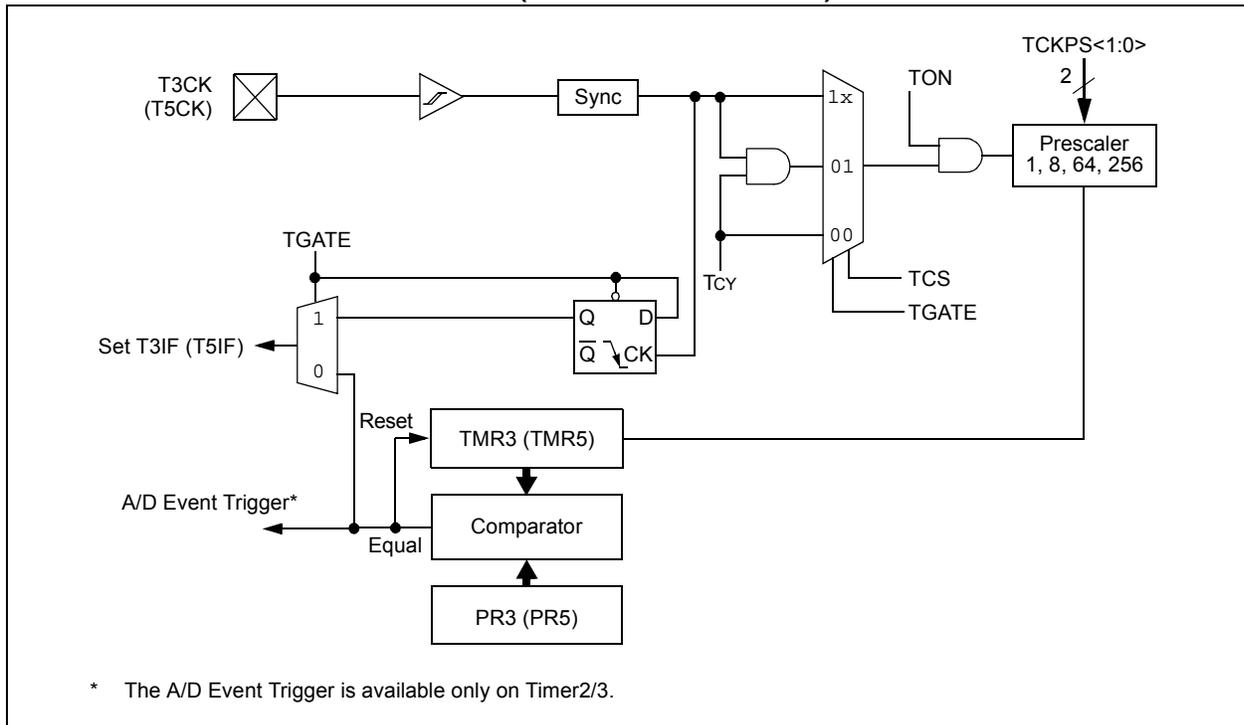 TCKPS<1:0>
2
T3CK
(T5CK)
Sync
1x
TON
Prescaler
1, 8, 64, 256
01
00
TGATE
TCY
TCS
TGATE
1
Q
D
Set T3IF (T5IF)
Q
CK
0
Reset
TMR3 (TMR5)
A/D Event Trigger*
Comparator
Equal
PR3 (PR5)
* The A/D Event Trigger is available only on Timer2/3.